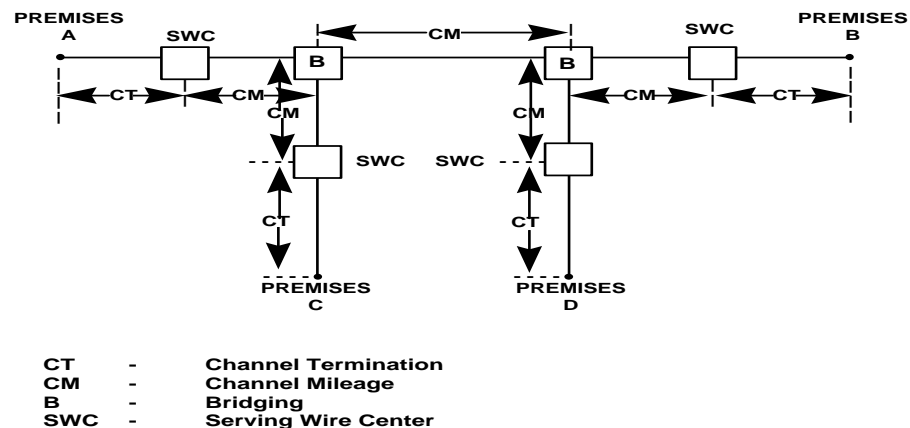 PREMISES
A
SWC
CM
SWC
PREMISES
B
B
B
CT
CM
CM
CM
CM
CT
SWC
SWC
CT
CT
PREMISES
C
PREMISES
D
CT - Channel Termination
CM - Channel Mileage
B - Bridging
SWC - Serving Wire Center